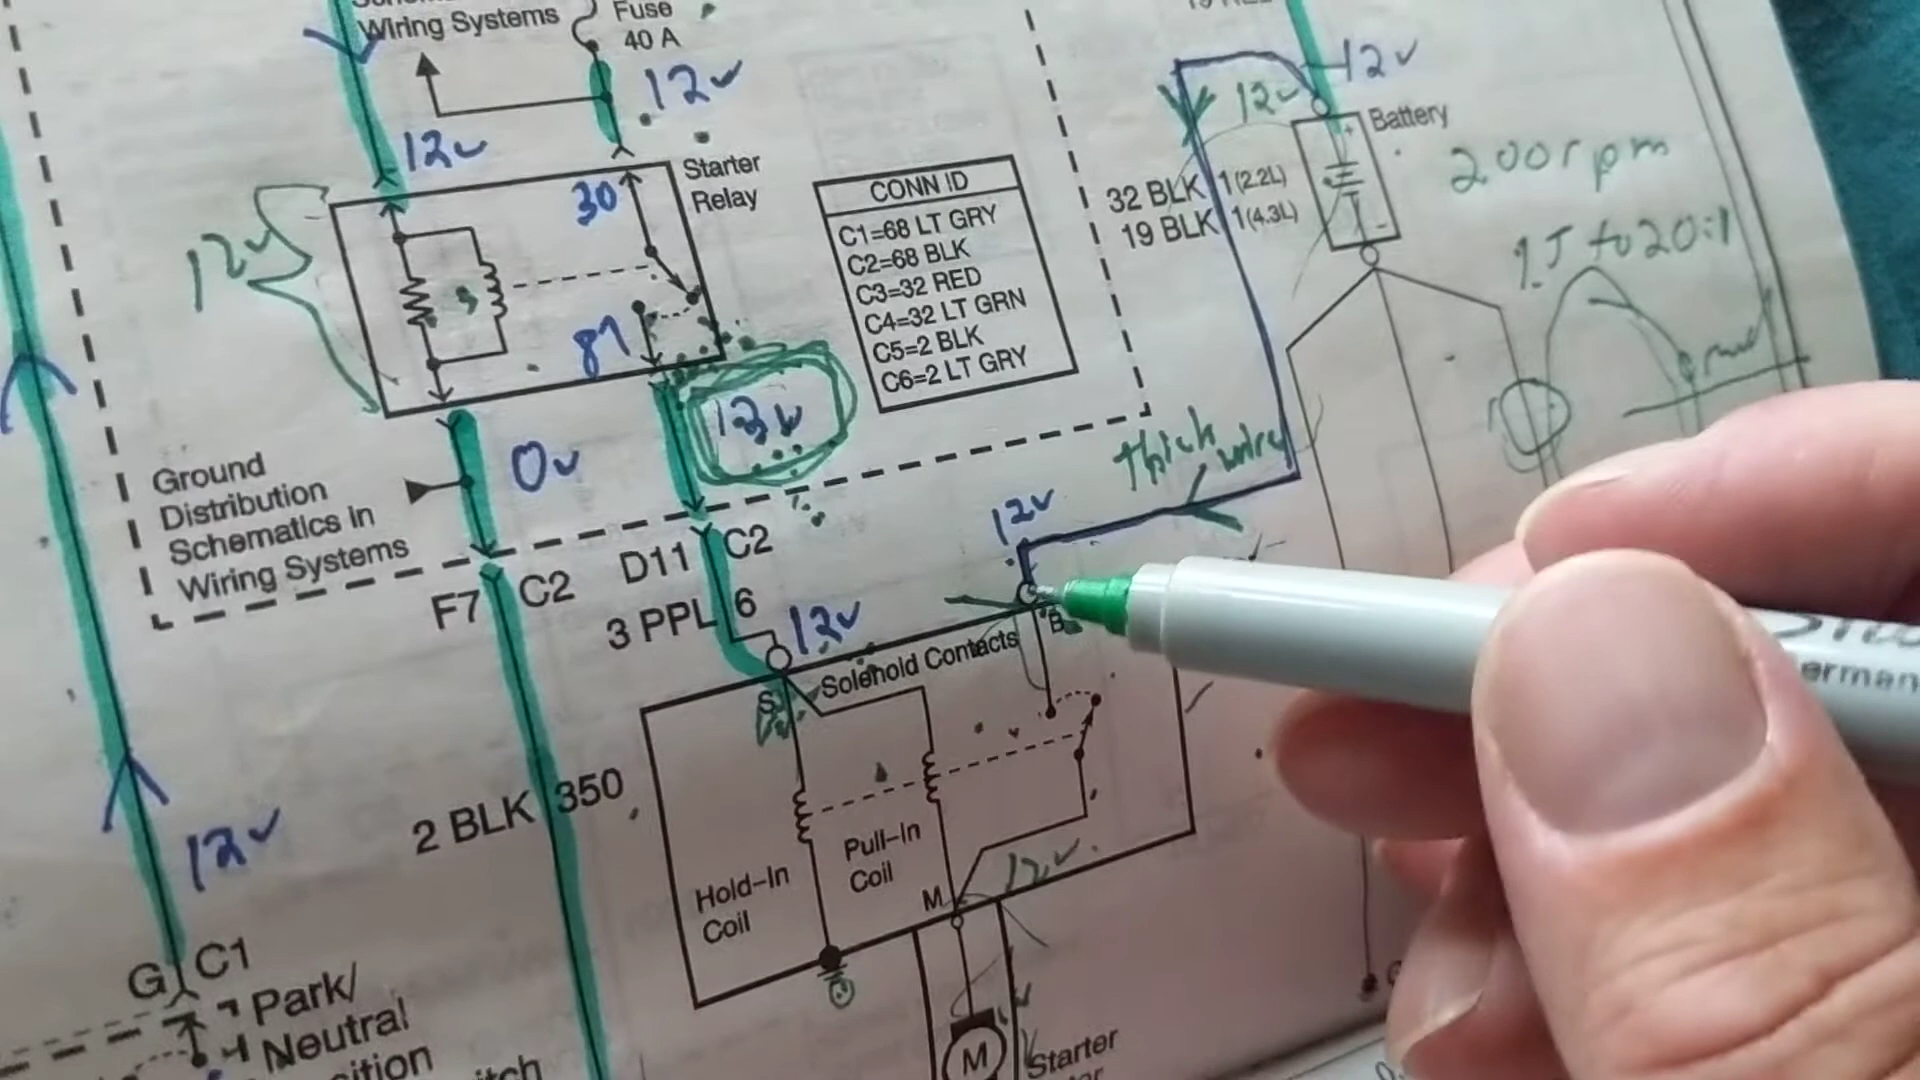 Wiring Systems
Fuse
40 A
12v
12v
12v
12v
Starter
Relay
30
87
12v
CONN ID
C1=68 LT GRY
C2=68 BLK
C3=32 RED
C4=32 LT GRN
C5=2 BLK
C6=2 LT GRY
32 BLK 1(2.2L)
19 BLK 1(4.3L)
Battery
+
-
200rpm
to 20:1
Ground
Distribution
Schematics in
Wiring Systems
0v
thick wire
12v
F7 C2
D11 C2
3 PPL 6
12v
Solenoid Contacts
S
B
2 BLK 350
Hold-In
Coil
Pull-In
Coil
M
12v
12v
G C1
Park/
Neutral
M
Starter